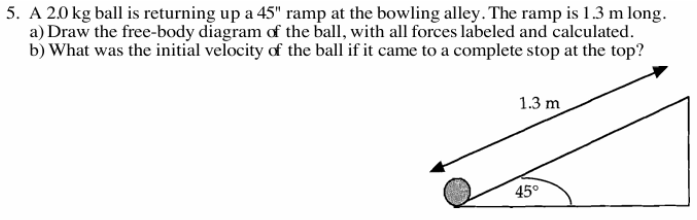 5. A 2.0 kg ball is returning up a 45" ramp at the bowling alley. The ramp is 1.3 m long.
a) Draw the free-body diagram of the ball, with all forces labeled and calculated.
b) What was the initial velocity of the ball if it came to a complete stop at the top?
1.3 m
45°